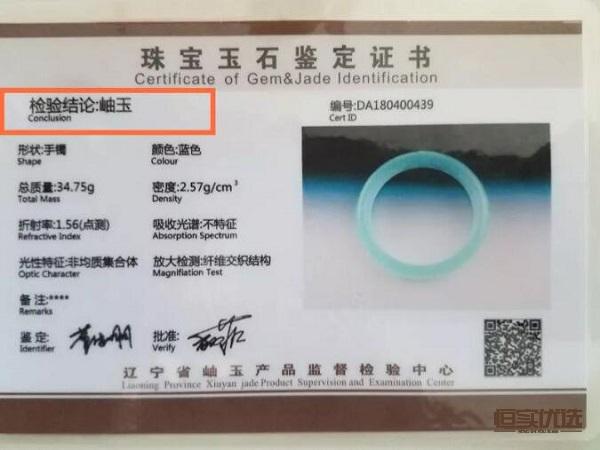 珠宝玉石鉴定证书
Certificate of Gem&Jade Identification
检验结论:岫玉
Conclusion
编号:DA180400439
Cert ID
形状:手镯
Shape
颜色:蓝色
Colour
总质量:34.75g
Total Mass
密度:2.57g/cm³
Density
折射率:1.56(点测)
Refractive Index
吸收光谱:不特征
Absorption Spectrum
光性特征:非均质集合体
Optic Character
放大检测:纤维交织结构
Magnifiation Test
备注:****
Remarks
鉴定:
Identifier
批准:
Verify
辽宁省岫玉产品监督检验中心
Liaoning Province Xiuyan jade Product Supervision and Examination Center
恒实优选